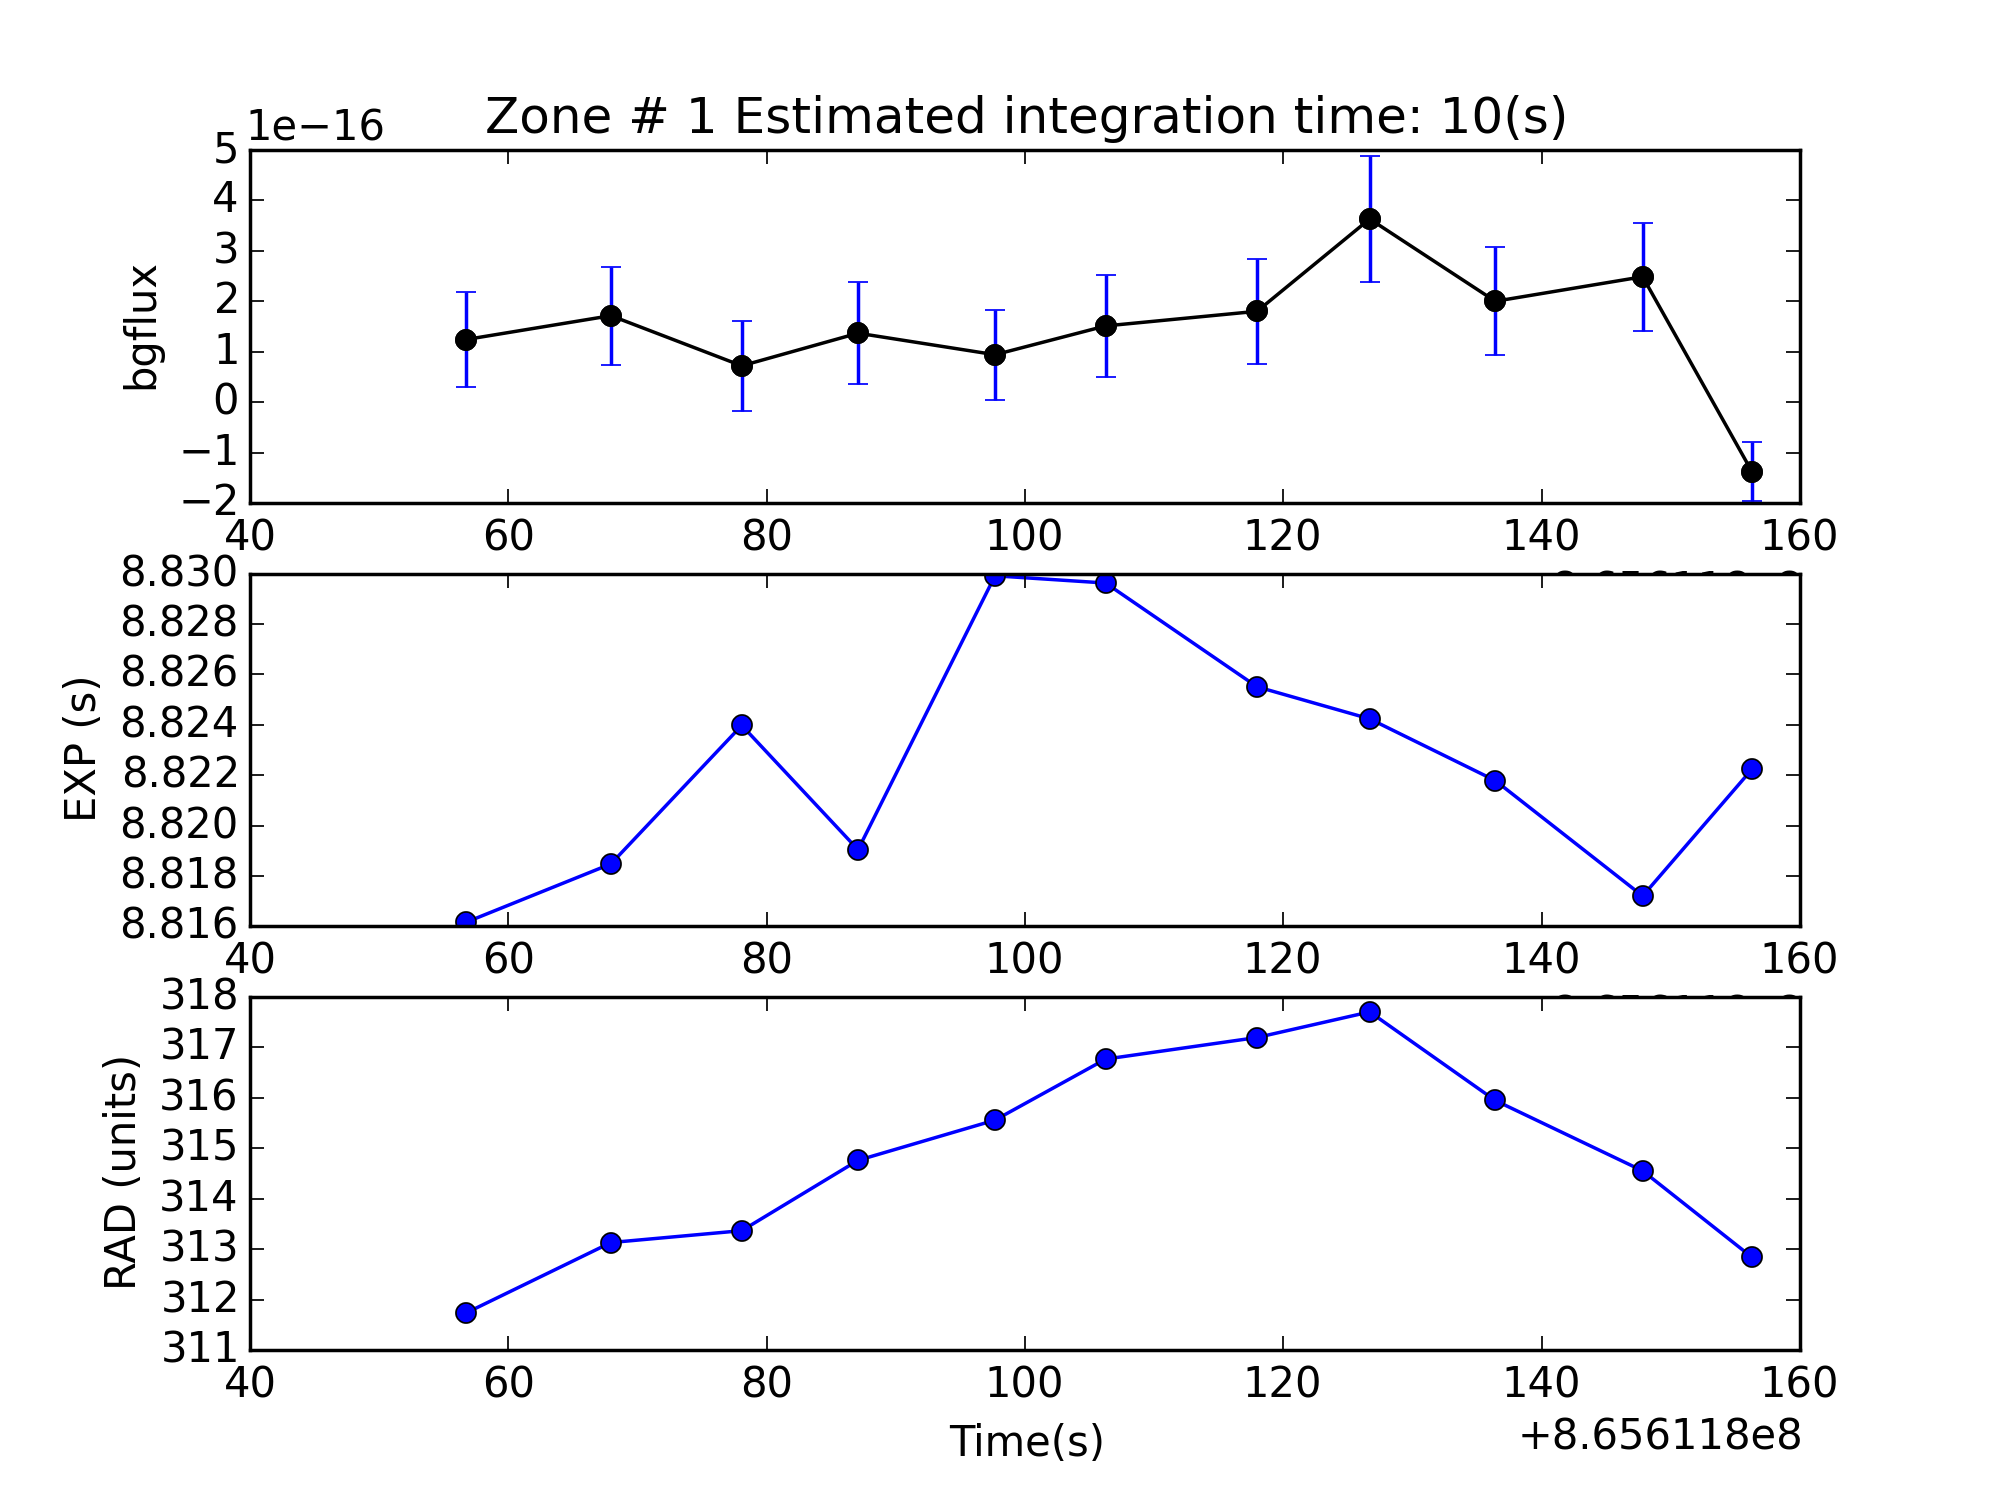 1e−16
Zone # 1 Estimated integration time: 10(s)
5
4
3
2
1
0
−1
−2
bgflux
40 60 80 100 120 140 160
8.830
8.828
8.826
8.824
8.822
8.820
8.818
8.816
EXP (s)
40 60 80 100 120 140 160
318
317
316
315
314
313
312
311
RAD (units)
40 60 80 100 120 140 160
Time(s)
+8.656118e8